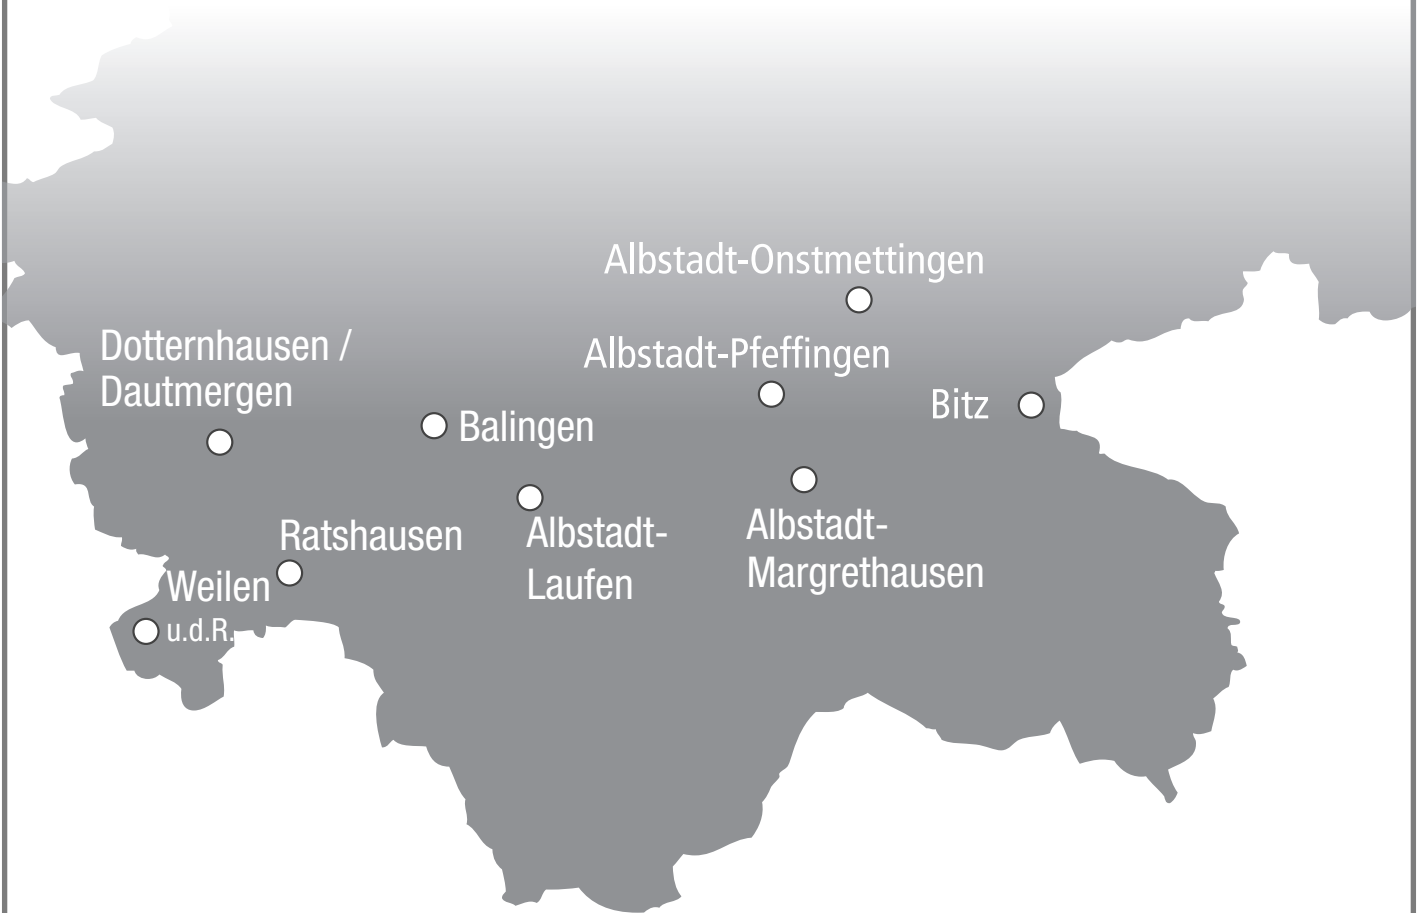 Albstadt-Onstmettingen
Dotternhausen /
Dautmergen
Albstadt-Pfeffingen
Bitz
Balingen
Ratshausen
Albstadt-
Laufen
Albstadt-
Margrethausen
Weilen
u.d.R.